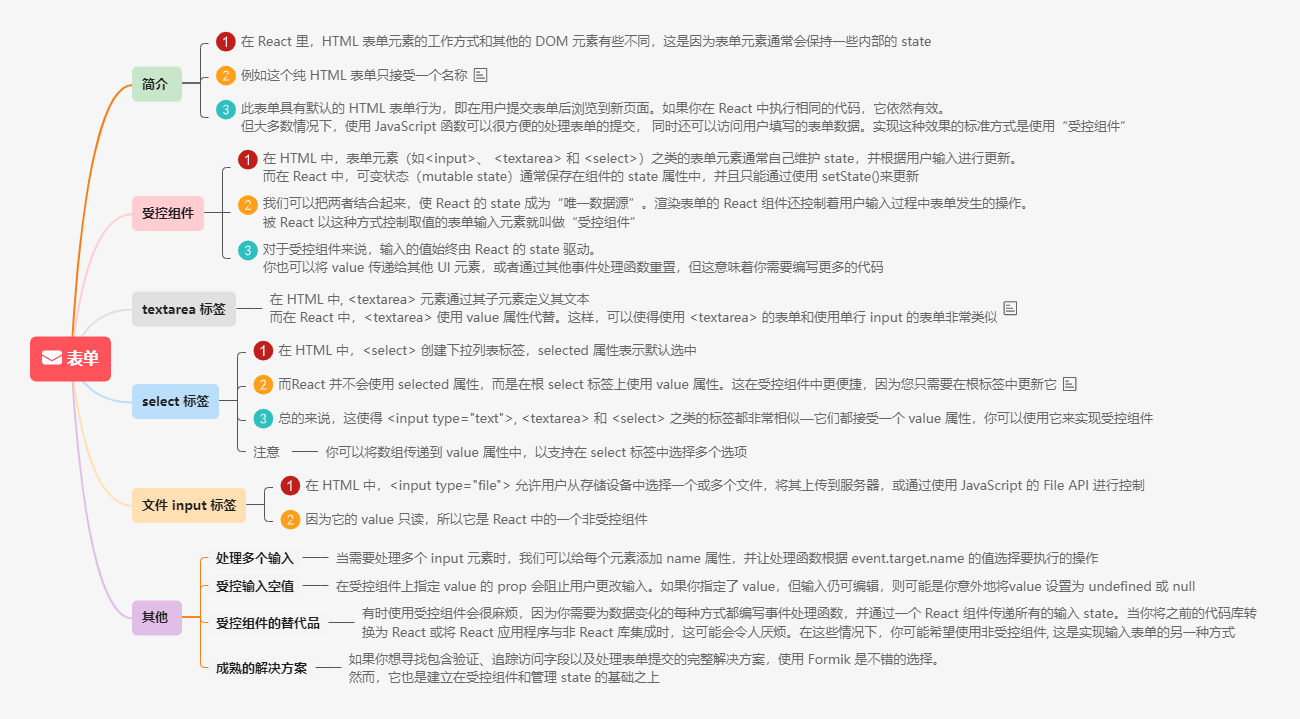 表单
简介
1 在 React 里，HTML 表单元素的工作方式和其他的 DOM 元素有些不同，这是因为表单元素通常会保持一些内部的 state
2 例如这个纯 HTML 表单只接受一个名称
3 此表单具有默认的 HTML 表单行为，即在用户提交表单后浏览到新页面。如果你在 React 中执行相同的代码，它依然有效。
但大多数情况下，使用 JavaScript 函数可以很方便的处理表单的提交， 同时还可以访问用户填写的表单数据。实现这种效果的标准方式是使用“受控组件”
受控组件
1 在 HTML 中，表单元素（如<input>、 <textarea> 和 <select>）之类的表单元素通常自己维护 state，并根据用户输入进行更新。
而在 React 中，可变状态（mutable state）通常保存在组件的 state 属性中，并且只能通过使用 setState()来更新
2 我们可以把两者结合起来，使 React 的 state 成为“唯一数据源”。渲染表单的 React 组件还控制着用户输入过程中表单发生的操作。
被 React 以这种方式控制取值的表单输入元素就叫做“受控组件”
3 对于受控组件来说，输入的值始终由 React 的 state 驱动。
你也可以将 value 传递给其他 UI 元素，或者通过其他事件处理函数重置，但这意味着你需要编写更多的代码
textarea 标签
在 HTML 中, <textarea> 元素通过其子元素定义其文本
而在 React 中，<textarea> 使用 value 属性代替。这样，可以使得使用 <textarea> 的表单和使用单行 input 的表单非常类似
select 标签
1 在 HTML 中，<select> 创建下拉列表标签，selected 属性表示默认选中
2 而React 并不会使用 selected 属性，而是在根 select 标签上使用 value 属性。这在受控组件中更便捷，因为您只需要在根标签中更新它
3 总的来说，这使得 <input type="text">, <textarea> 和 <select> 之类的标签都非常相似—它们都接受一个 value 属性，你可以使用它来实现受控组件
注意 你可以将数组传递到 value 属性中，以支持在 select 标签中选择多个选项
文件 input 标签
1 在 HTML 中，<input type="file"> 允许用户从存储设备中选择一个或多个文件，将其上传到服务器，或通过使用 JavaScript 的 File API 进行控制
2 因为它的 value 只读，所以它是 React 中的一个非受控组件
其他
处理多个输入 当需要处理多个 input 元素时，我们可以给每个元素添加 name 属性，并让处理函数根据 event.target.name 的值选择要执行的操作
受控输入空值 在受控组件上指定 value 的 prop 会阻止用户更改输入。如果你指定了 value，但输入仍可编辑，则可能是你意外地将value 设置为 undefined 或 null
受控组件的替代品
有时使用受控组件会很麻烦，因为你需要为数据变化的每种方式都编写事件处理函数，并通过一个 React 组件传递所有的输入 state。当你将之前的代码库转
换为 React 或将 React 应用程序与非 React 库集成时，这可能会令人厌烦。在这些情况下，你可能希望使用非受控组件, 这是实现输入表单的另一种方式
成熟的解决方案
如果你想寻找包含验证、追踪访问字段以及处理表单提交的完整解决方案，使用 Formik 是不错的选择。
然而，它也是建立在受控组件和管理 state 的基础之上